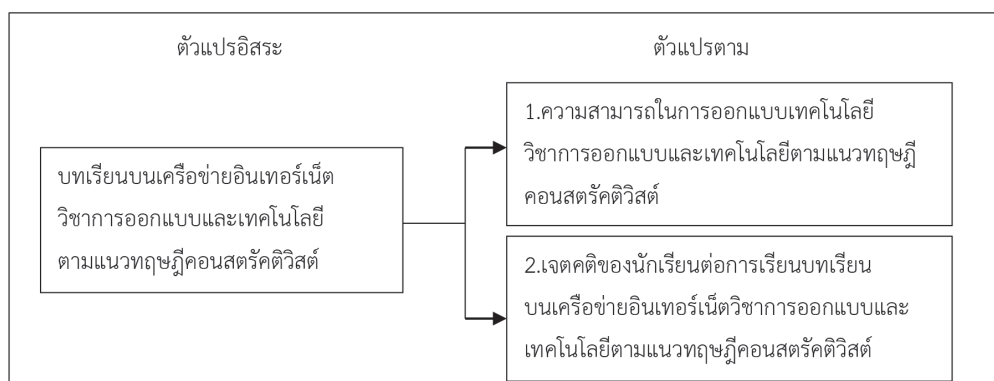 ตัวแปรอิสระ
ตัวแปรตาม
บทเรียนบนเครือข่ายอินเทอร์เน็ต
วิชาการออกแบบและเทคโนโลยี
ตามแนวทฤษฎีคอนสตรัคติวิสต์
1.ความสามารถในการออกแบบเทคโนโลยี
วิชาการออกแบบและเทคโนโลยีตามแนวทฤษฎี
คอนสตรัคติวิสต์
2.เจตคติของนักเรียนต่อการเรียนบทเรียน
บนเครือข่ายอินเทอร์เน็ตวิชาการออกแบบและ
เทคโนโลยีตามแนวทฤษฎีคอนสตรัคติวิสต์